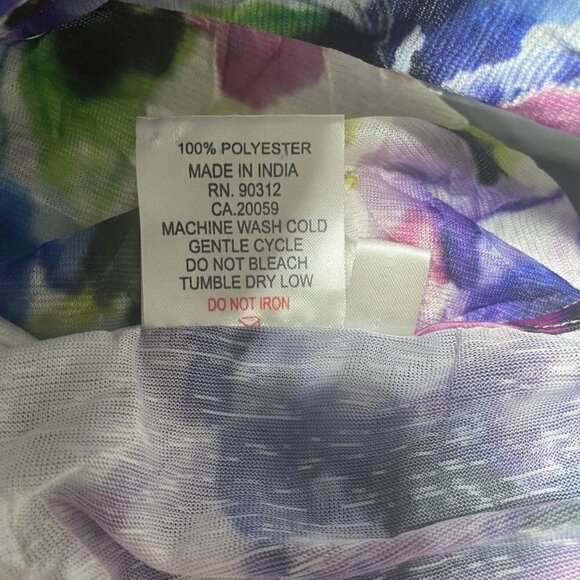 100% POLYESTER
MADE IN INDIA
RN. 90312
CA.20059
MACHINE WASH COLD
GENTLE CYCLE
DO NOT BLEACH
TUMBLE DRY LOW
DO NOT IRON